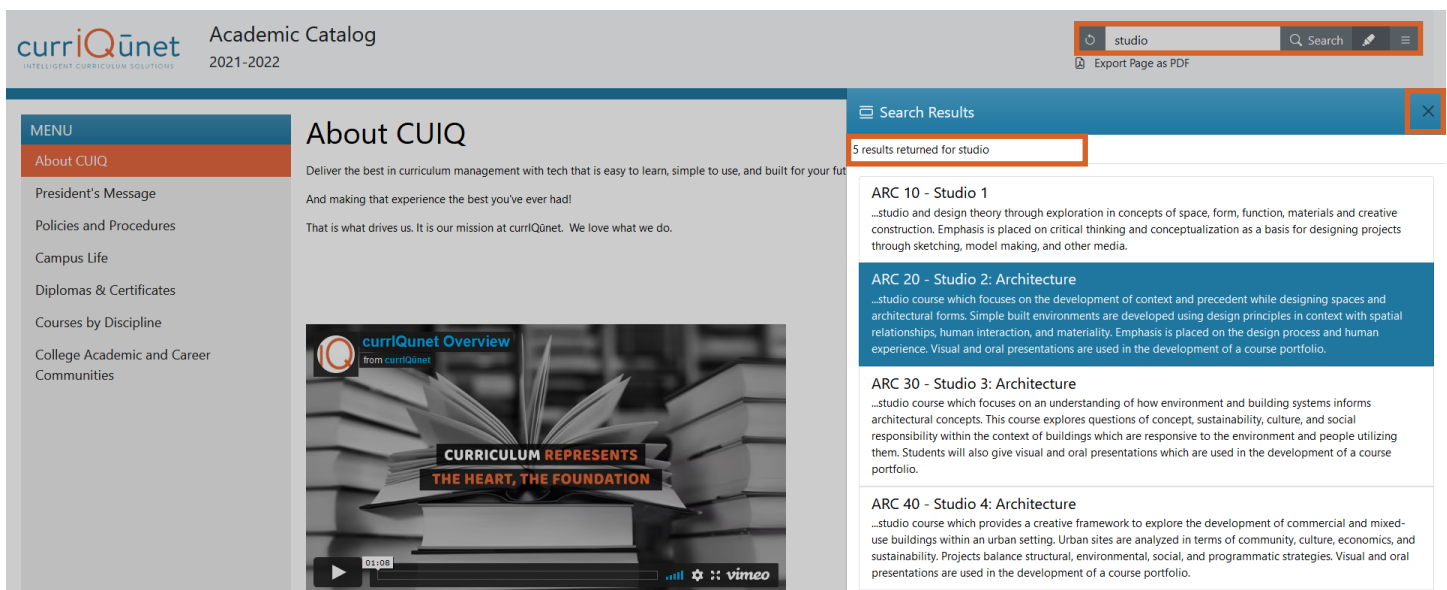 currIQūnet
INTELLIGENT CURRICULUM SOLUTIONS
Academic Catalog
2021-2022
studio
Search
Export Page as PDF
MENU
About CUIQ
President's Message
Policies and Procedures
Campus Life
Diplomas & Certificates
Courses by Discipline
College Academic and Career
Communities
About CUIQ
Deliver the best in curriculum management with tech that is easy to learn, simple to use, and built for your fut
And making that experience the best you've ever had!
That is what drives us. It is our mission at currIQūnet. We love what we do.
currIQunet Overview
from currIQūnet
CURRICULUM REPRESENTS
THE HEART, THE FOUNDATION
01:08
vimeo
Search Results
5 results returned for studio
ARC 10 - Studio 1
...studio and design theory through exploration in concepts of space, form, function, materials and creative
construction. Emphasis is placed on critical thinking and conceptualization as a basis for designing projects
through sketching, model making, and other media.
ARC 20 - Studio 2: Architecture
...studio course which focuses on the development of context and precedent while designing spaces and
architectural forms. Simple built environments are developed using design principles in context with spatial
relationships, human interaction, and materiality. Emphasis is placed on the design process and human
experience. Visual and oral presentations are used in the development of a course portfolio.
ARC 30 - Studio 3: Architecture
...studio course which focuses on an understanding of how environment and building systems informs
architectural concepts. This course explores questions of concept, sustainability, culture, and social
responsibility within the context of buildings which are responsive to the environment and people utilizing
them. Students will also give visual and oral presentations which are used in the development of a course
portfolio.
ARC 40 - Studio 4: Architecture
...studio course which provides a creative framework to explore the development of commercial and mixed-
use buildings within an urban setting. Urban sites are analyzed in terms of community, culture, economics, and
sustainability. Projects balance structural, environmental, social, and programmatic strategies. Visual and oral
presentations are used in the development of a course portfolio.